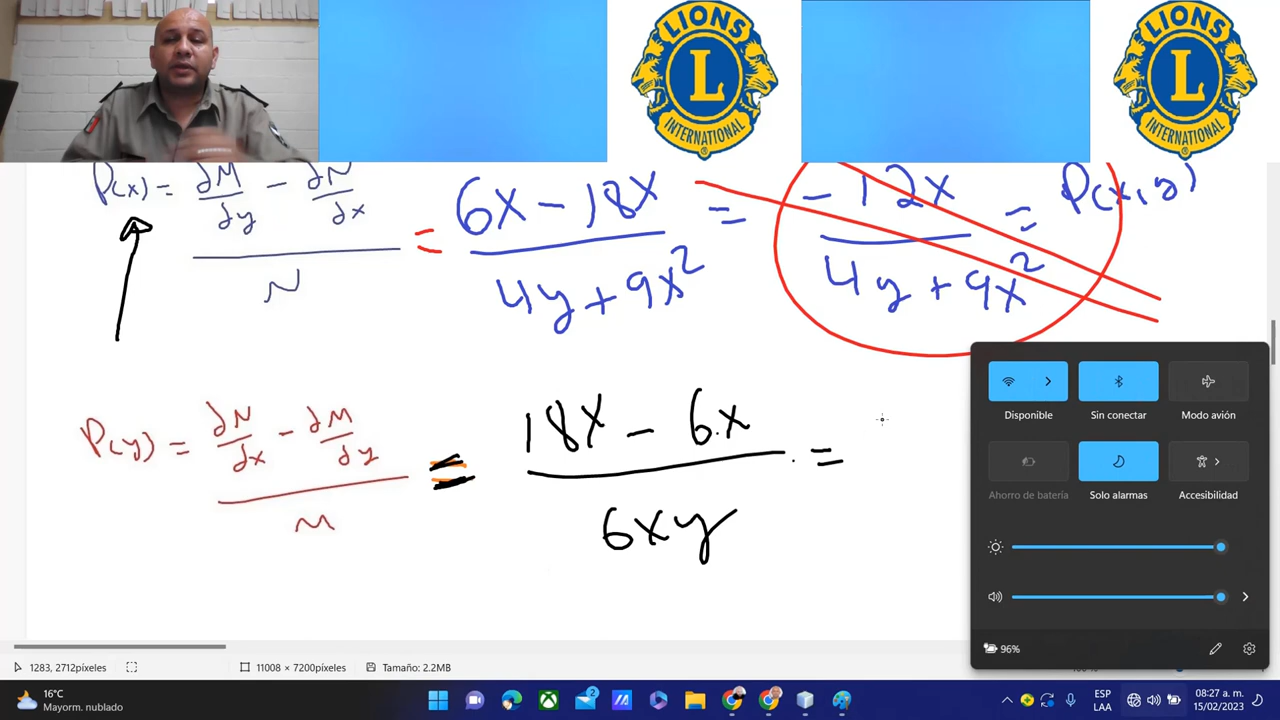 LIONS
L
INTERNATIONAL
LIONS
L
INTERNATIONAL
P(x) = ∂M/∂y - ∂N/∂x / N = 6x - 18x / 4y + 9x² = -12x / 4y + 9x² = P(x, y)
P(y) = ∂N/∂x - ∂M/∂y / M = 18x - 6x / 6xy =
Disponible
Sin conectar
Modo avión
Ahorro de batería
Solo alarmas
Accesibilidad
96%
1283, 2712píxeles
11008 × 7200píxeles
Tamaño: 2.2MB
16°C
Mayorm. nublado
2
ESP
LAA
08:27 a. m.
15/02/2023